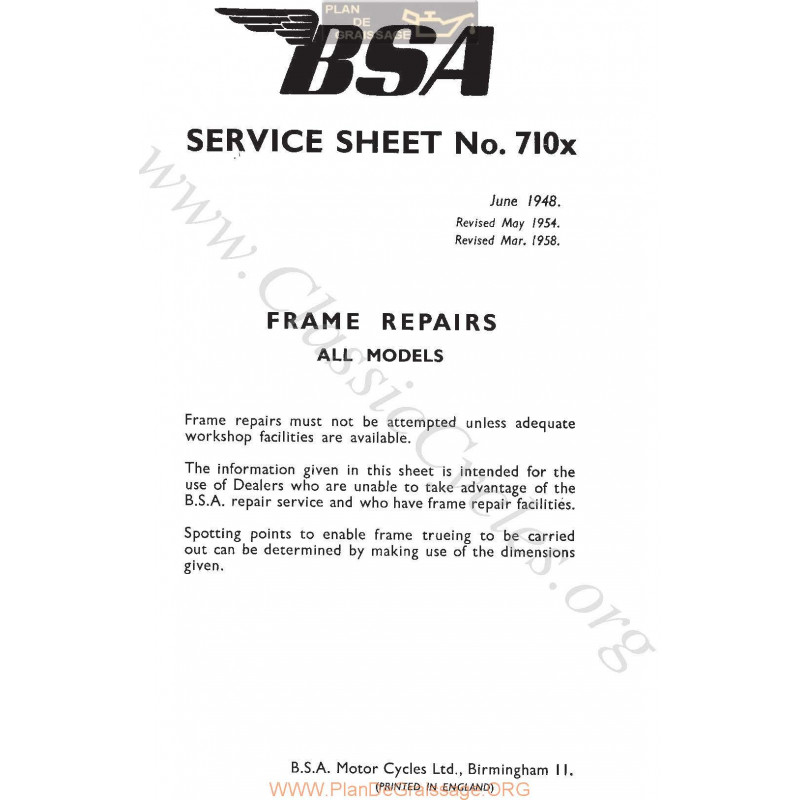 PLAN
DE
GRAISSAGE
BSA
SERVICE SHEET No. 710x
June 1948.
Revised May 1954.
Revised Mar. 1958.
FRAME REPAIRS
ALL MODELS
Frame repairs must not be attempted unless adequate
workshop facilities are available.
The information given in this sheet is intended for the
use of Dealers who are unable to take advantage of the
B.S.A. repair service and who have frame repair facilities.
Spotting points to enable frame trueing to be carried
out can be determined by making use of the dimensions
given.
www.ClassicCycles.org
B.S.A. Motor Cycles Ltd., Birmingham 11.
(PRINTED IN ENGLAND)
WWW.PlanDeGraissage.ORG